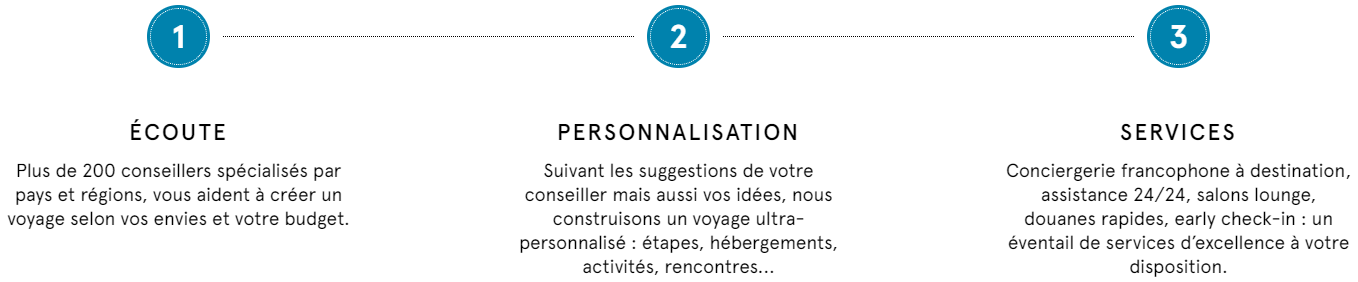 1
2
3
ÉCOUTE
Plus de 200 conseillers spécialisés par
pays et régions, vous aident à créer un
voyage selon vos envies et votre budget.
PERSONNALISATION
Suivant les suggestions de votre
conseiller mais aussi vos idées, nous
construisons un voyage ultra-
personnalisé : étapes, hébergements,
activités, rencontres...
SERVICES
Conciergerie francophone à destination,
assistance 24/24, salons lounge,
douanes rapides, early check-in : un
éventail de services d'excellence à votre
disposition.